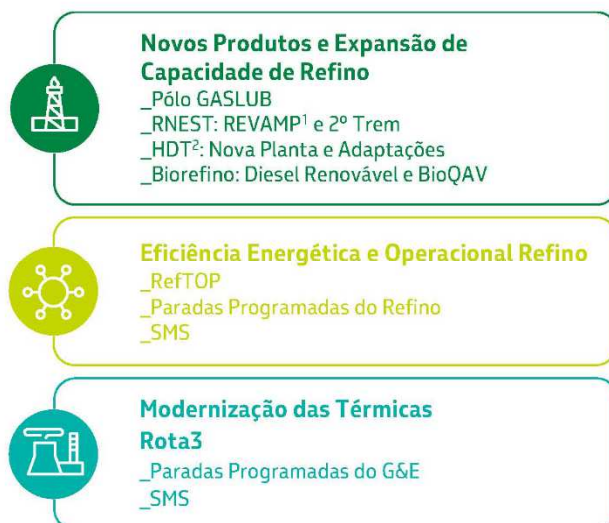 Novos Produtos e Expansão de
Capacidade de Refino
_Pólo GASLUB
_RNEST: REVAMP¹ e 2º Trem
_HDT²: Nova Planta e Adaptações
_Biorefino: Diesel Renovável e BioQAV
Eficiência Energética e Operacional Refino
_RefTOP
_Paradas Programadas do Refino
_SMS
Modernização das Térmicas
Rota3
_Paradas Programadas do G&E
_SMS